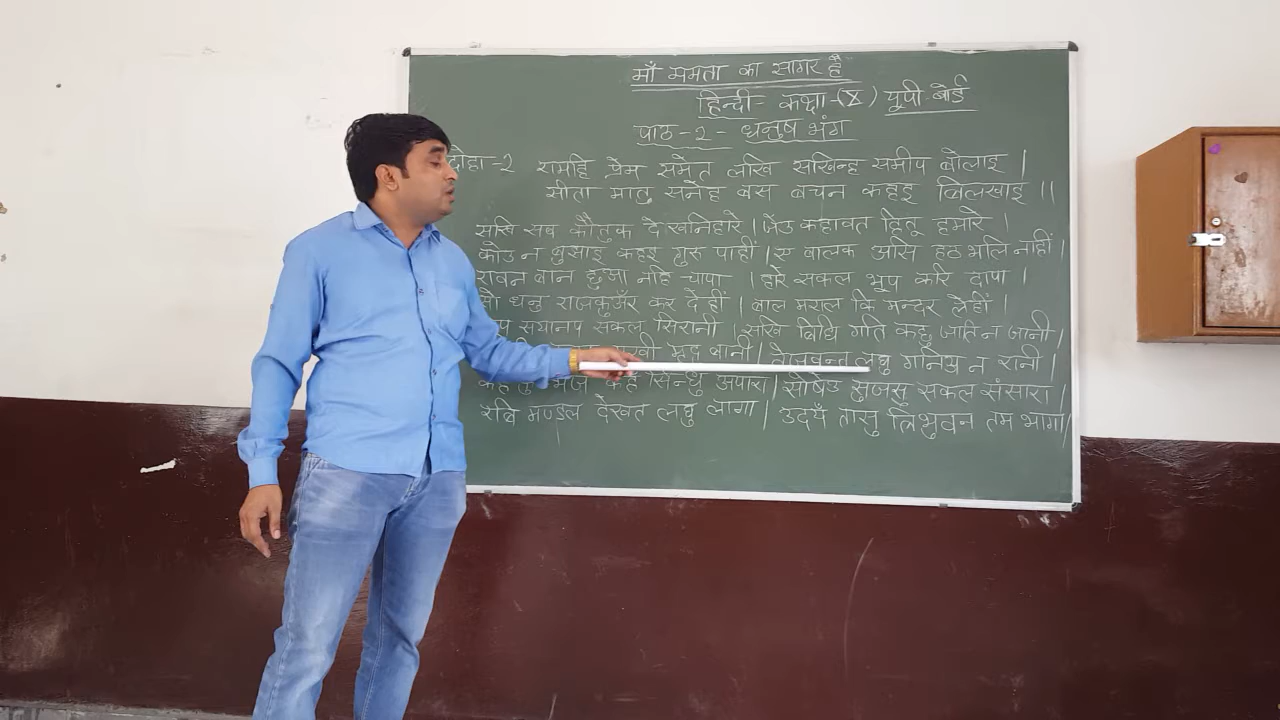 माँ ममता का सागर है
हिन्दी- कक्षा-(X) यूपी बोर्ड
पाठ-2- धनुष भंग
दोहा-2 रामहि प्रेम समेत लखि सखिन्ह समीप बोलाइ |
सीता मातु सनेह बस बचन कहइ बिलखाइ ||
सखि सब कौतुक देखनिहारे | जेउ कहावत हितू हमारे |
कोउ न बुझाइ कहइ गुरु पाहीं | ए बालक असि हठ भलि नाहीं |
रावन बान छुआ नहि चापा | हारे सकल भूप करि दापा |
धनु राजकुअँर कर देहीं | बाल मराल कि मन्दर लेहीं |
सयानप सकल सिरानी | सखि बिधि गति कछु जाति न जानी |
मृदु बानी | तेजवन्त लघु गनिअ न रानी |
सिन्धु अपारा | सोषेउ सुजसु सकल संसारा |
रबि मण्डल देखत लघु लागा | उदयँ तासु तिभुवन तम भागा ||